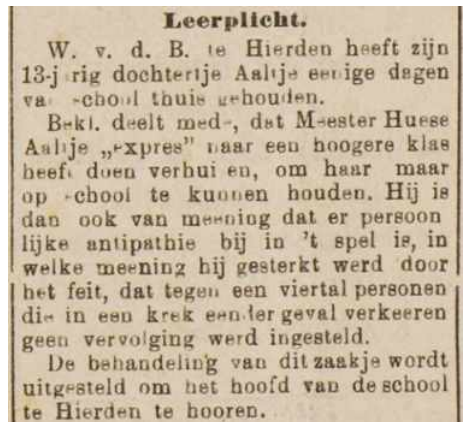 Leerplicht.
W. v. d. B. te Hierden heeft zijn
13-jarig dochtertje Aaltje eenige dagen
van school thuis gehouden.
Bekl. deelt mede, dat Meester Huese
Aaltje „expres” naar een hoogere klas
heeft doen verhuizen, om haar maar
op school te kunnen houden. Hij is
dan ook van meening dat er persoon
lijke antipathie bij in 't spel is, in
welke meening hij gesterkt werd door
het feit, dat tegen een viertal personen
die in een krek eender geval verkeeren
geen vervolging werd ingesteld.
De behandeling van dit zaakje wordt
uitgesteld om het hoofd van de school
te Hierden te hooren.